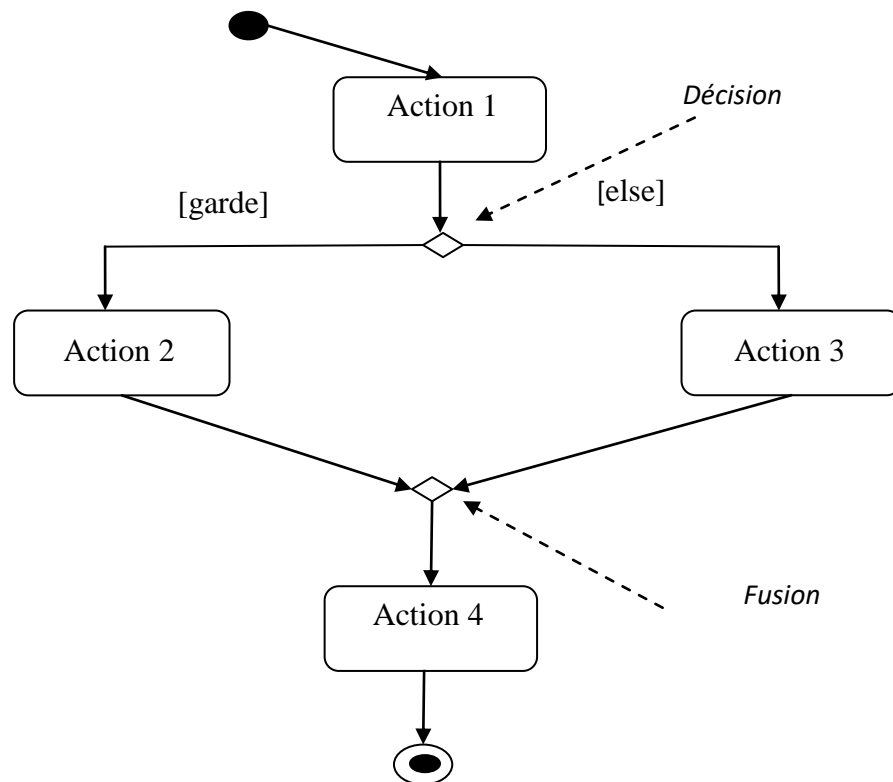 Action 1
Décision
[garde]
[else]
Action 2
Action 3
Action 4
Fusion